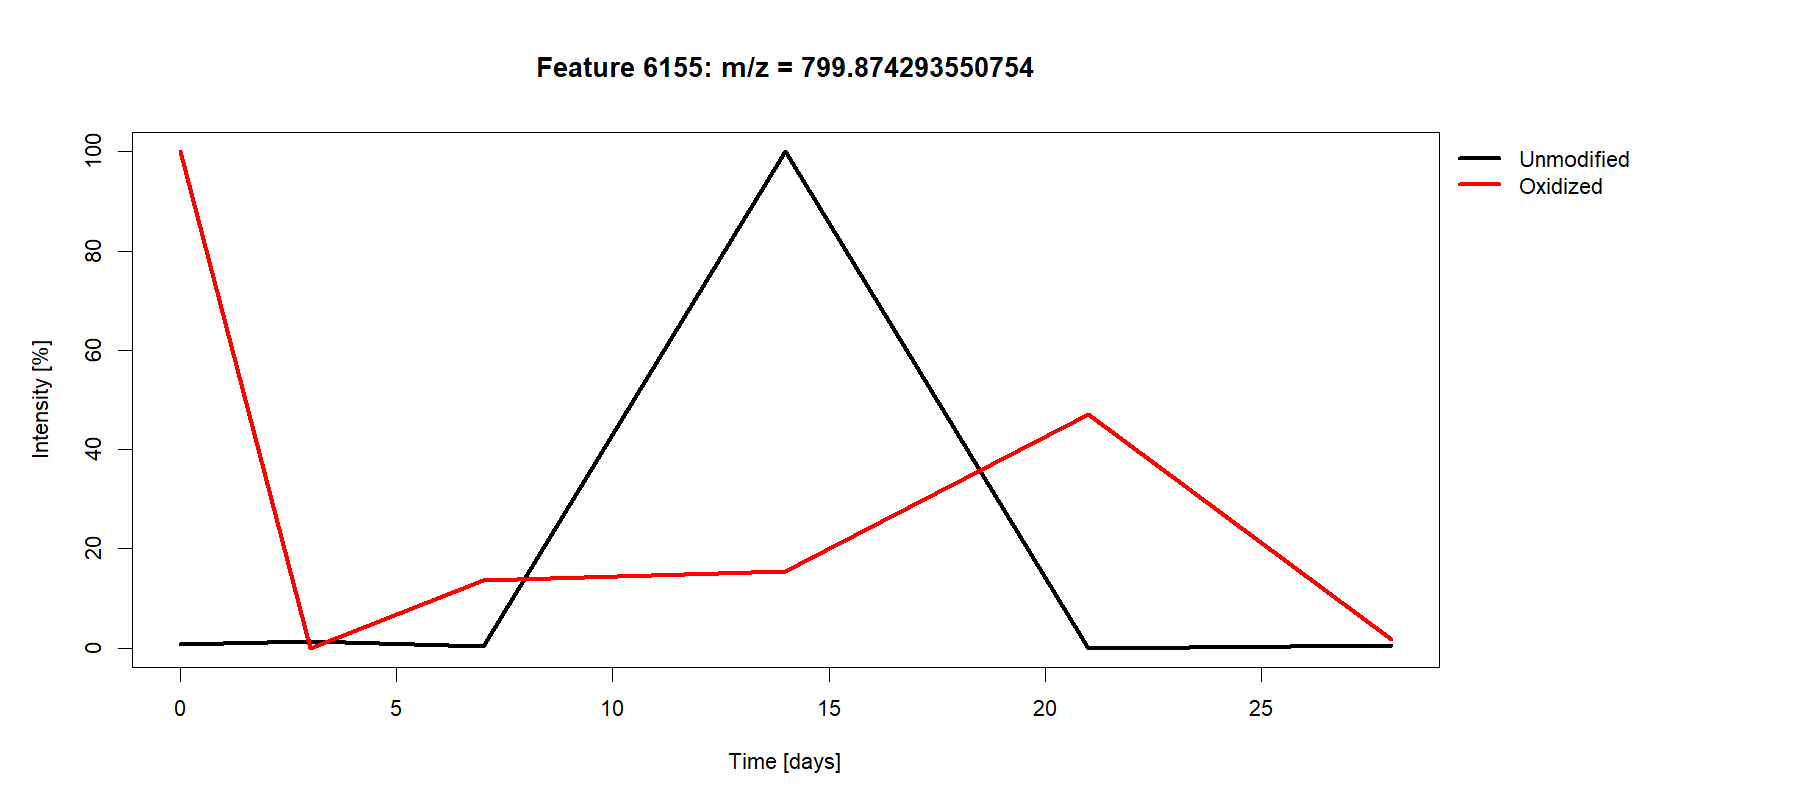 Feature 6155: m/z = 799.874293550754
Unmodified
Oxidized
Intensity [%]
100
80
60
40
20
0
0 5 10 15 20 25
Time [days]